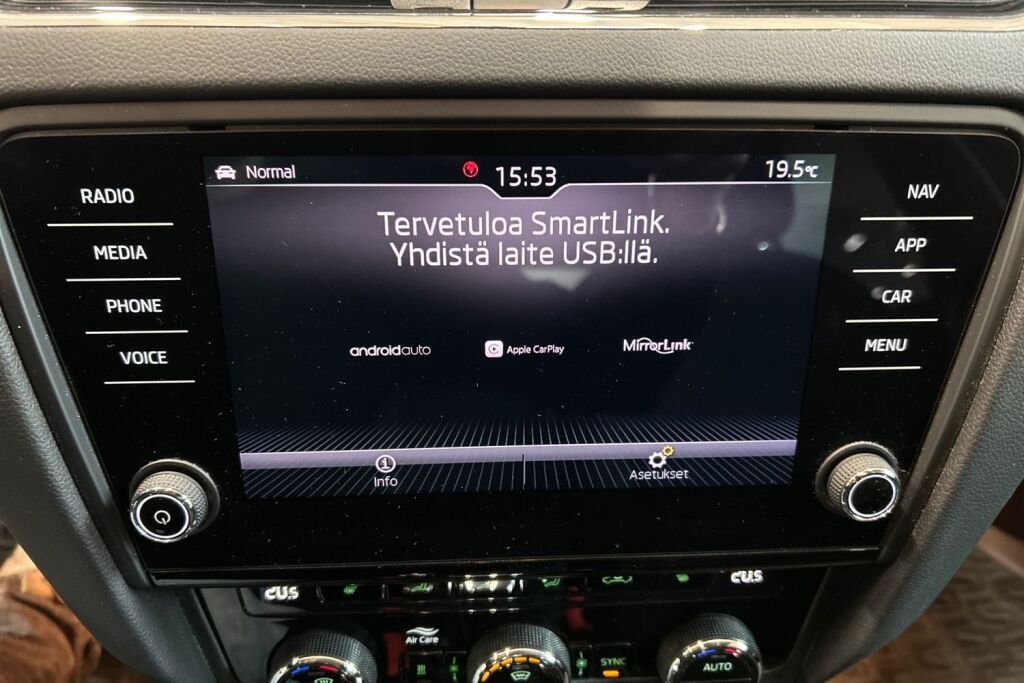 Normal
15:53
19.5°C
RADIO
MEDIA
PHONE
VOICE
Tervetuloa SmartLink.
Yhdistä laite USB:llä.
androidauto
Apple CarPlay
MirrorLink
Info
Asetukset
NAV
APP
CAR
MENU
Air Care
SYNC
AUTO